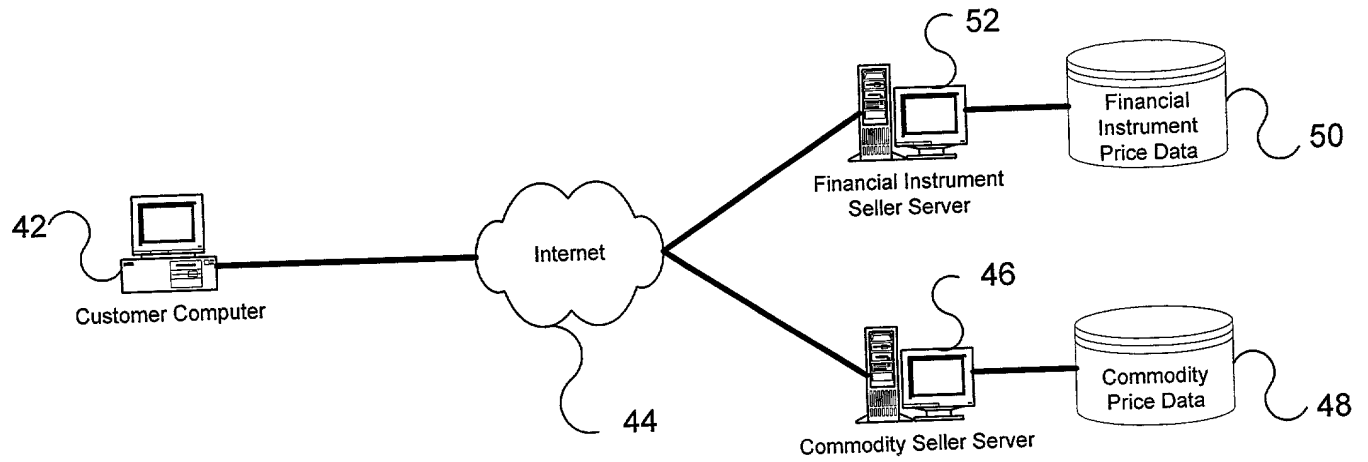 52
Financial
Instrument
Price Data
50
Financial Instrument
Seller Server
42
Internet
Customer Computer
46
Commodity
Price Data
48
44
Commodity Seller Server